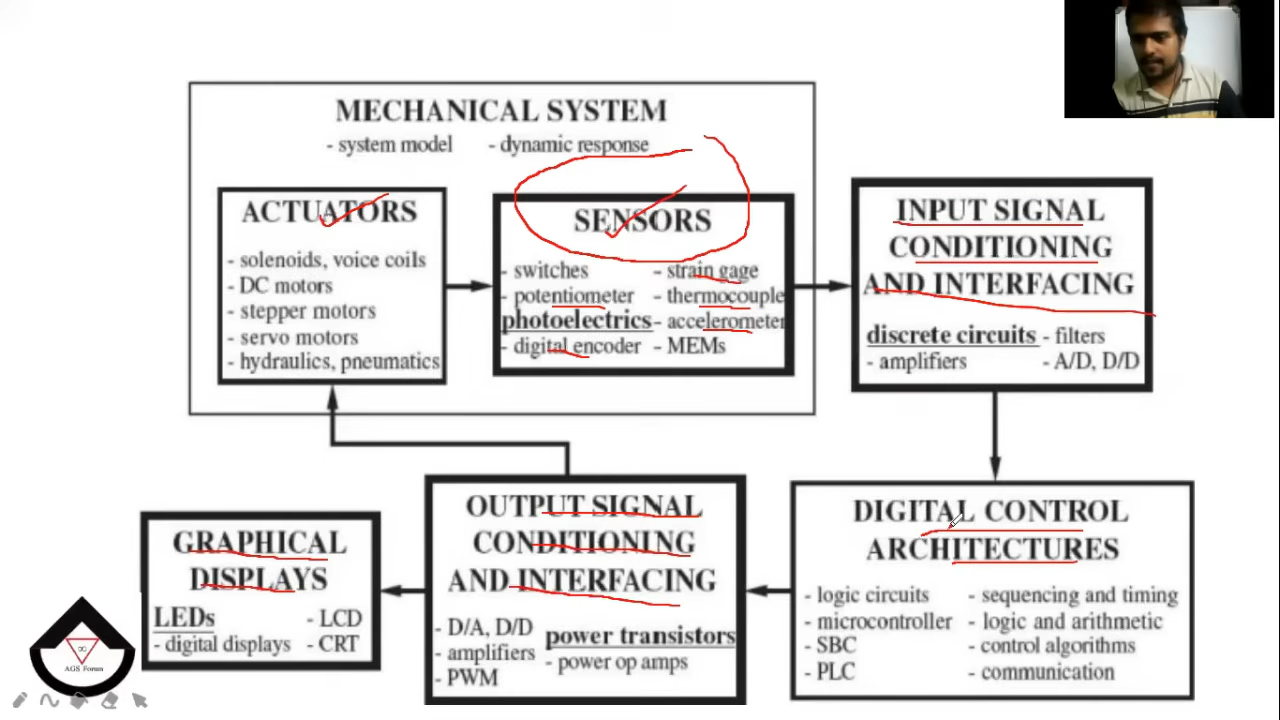 MECHANICAL SYSTEM
- system model - dynamic response
ACTUATORS
- solenoids, voice coils
- DC motors
- stepper motors
- servo motors
- hydraulics, pneumatics
SENSORS
- switches - strain gage
- potentiometer - thermocouple
photoelectrics - accelerometer
- digital encoder - MEMs
INPUT SIGNAL
CONDITIONING
AND INTERFACING
discrete circuits - filters
- amplifiers - A/D, D/D
GRAPHICAL
DISPLAYS
LEDs - LCD
- digital displays - CRT
OUTPUT SIGNAL
CONDITIONING
AND INTERFACING
- D/A, D/D power transistors
- amplifiers - power op amps
- PWM
DIGITAL CONTROL
ARCHITECTURES
- logic circuits - sequencing and timing
- microcontroller - logic and arithmetic
- SBC - control algorithms
- PLC - communication
∞
AGS Forum